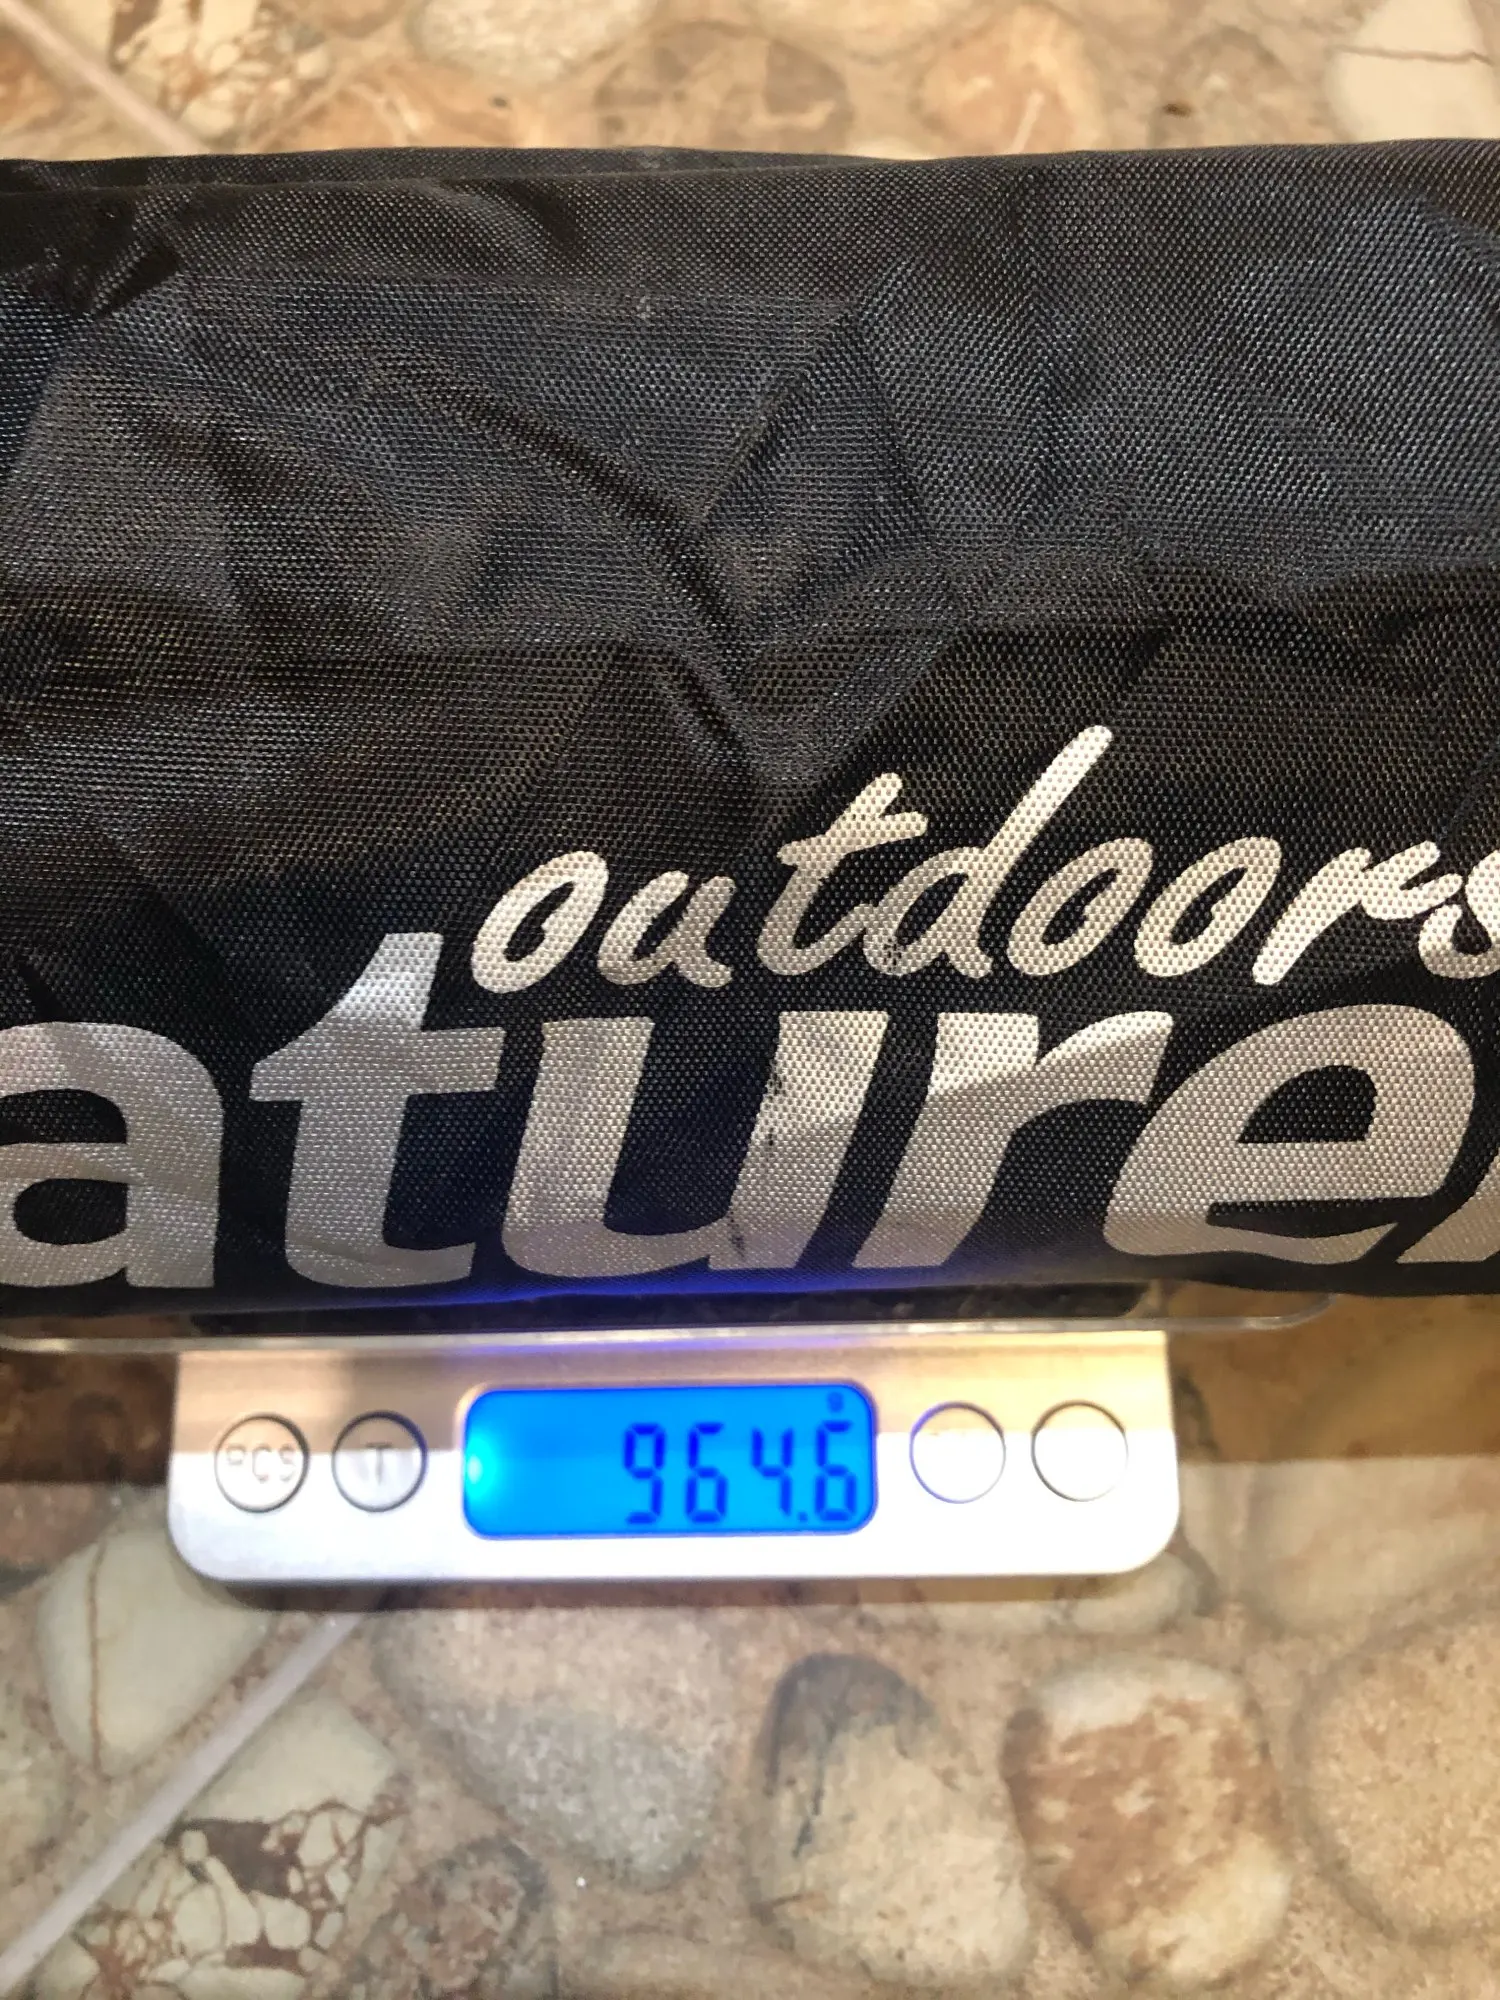 outdoors
ature
PCS T 964.6 g